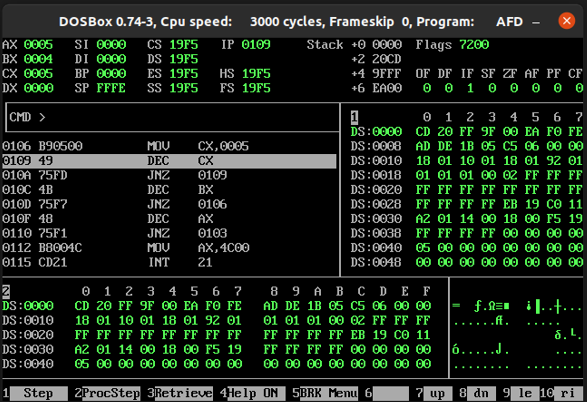 DOSBox 0.74-3, Cpu speed: 3000 cycles, Frameskip 0, Program: AFD
AX 0005 SI 0000 CS 19F5 IP 0109 Stack +0 0000 Flags 7200
BX 0004 DI 0000 DS 19F5 +2 20CD
CX 0005 BP 0000 ES 19F5 HS 19F5 +4 9FFF OF DF IF SF ZF AF PF CF
DX 0000 SP FFFE SS 19F5 FS 19F5 +6 EA00 0 0 1 0 0 0 0 0
CMD >
0106 B90500 MOV CX,0005
0109 49 DEC CX
010A 75FD JNZ 0109
010C 4B DEC BX
010D 75F7 JNZ 0106
010F 48 DEC AX
0110 75F1 JNZ 0103
0112 B8004C MOV AX,4C00
0115 CD21 INT 21
1 0 1 2 3 4 5 6 7
DS:0000 CD 20 FF 9F 00 EA F0 FE
DS:0008 AD DE 1B 05 C5 06 00 00
DS:0010 18 01 10 01 18 01 92 01
DS:0018 01 01 01 00 02 FF FF FF
DS:0020 FF FF FF FF FF FF FF FF
DS:0028 FF FF FF FF EB 19 C0 11
DS:0030 A2 01 14 00 18 00 F5 19
DS:0038 FF FF FF FF 00 00 00 00
DS:0040 05 00 00 00 00 00 00 00
DS:0048 00 00 00 00 00 00 00 00
2 0 1 2 3 4 5 6 7 8 9 A B C D E F
DS:0000 CD 20 FF 9F 00 EA F0 FE AD DE 1B 05 C5 06 00 00
DS:0010 18 01 10 01 18 01 92 01 01 01 01 00 02 FF FF FF
DS:0020 FF FF FF FF FF FF FF FF FF FF FF FF EB 19 C0 11
DS:0030 A2 01 14 00 18 00 F5 19 FF FF FF FF 00 00 00 00
DS:0040 05 00 00 00 00 00 00 00 00 00 00 00 00 00 00 00
1 Step 2 ProcStep 3 Retrieve 4 Help ON 5 BRK Menu 6 7 up 8 dn 9 le 10 ri